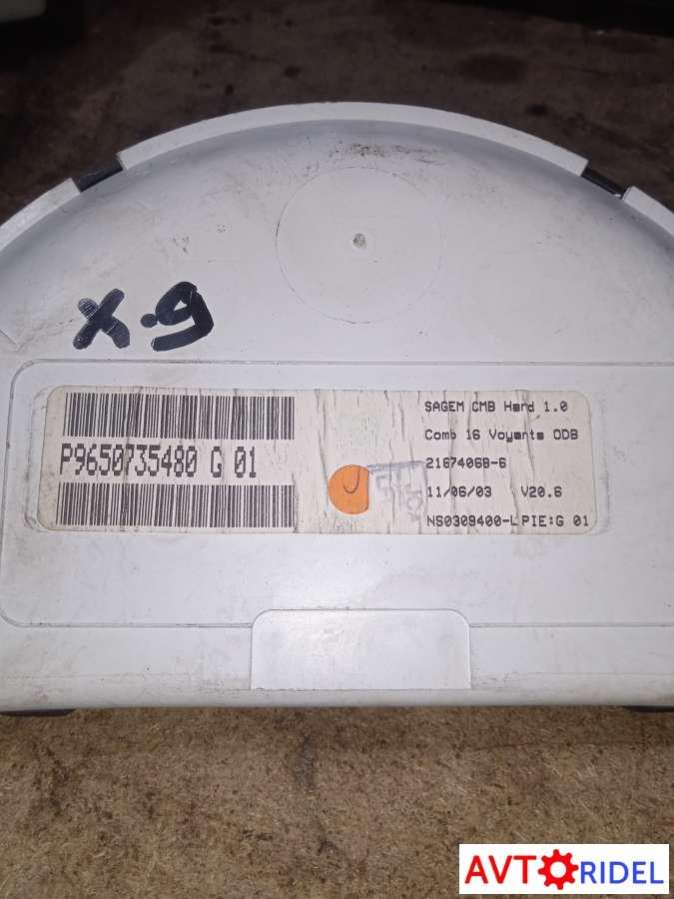 X.9
P9650735480 G 01
SAGEM CMB Hard 1.0
Comb 16 Voyants ODB
21674068-6
11/06/03 V20.6
NS0309400-L PIE:G 01
AVTORIDEL